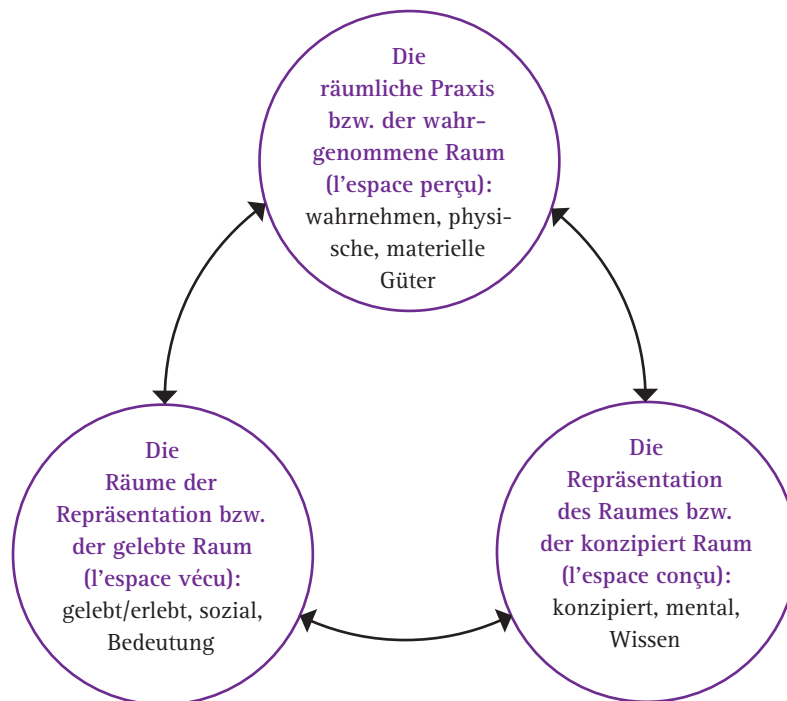 Die
räumliche Praxis
bzw. der wahr-
genommene Raum
(l'espace perçu):
wahrnehmen, physi-
sche, materielle
Güter
Die
Räume der
Repräsentation bzw.
der gelebte Raum
(l'espace vécu):
gelebt/erlebt, sozial,
Bedeutung
Die
Repräsentation
des Raumes bzw.
der konzipiert Raum
(l'espace conçu):
konzipiert, mental,
Wissen